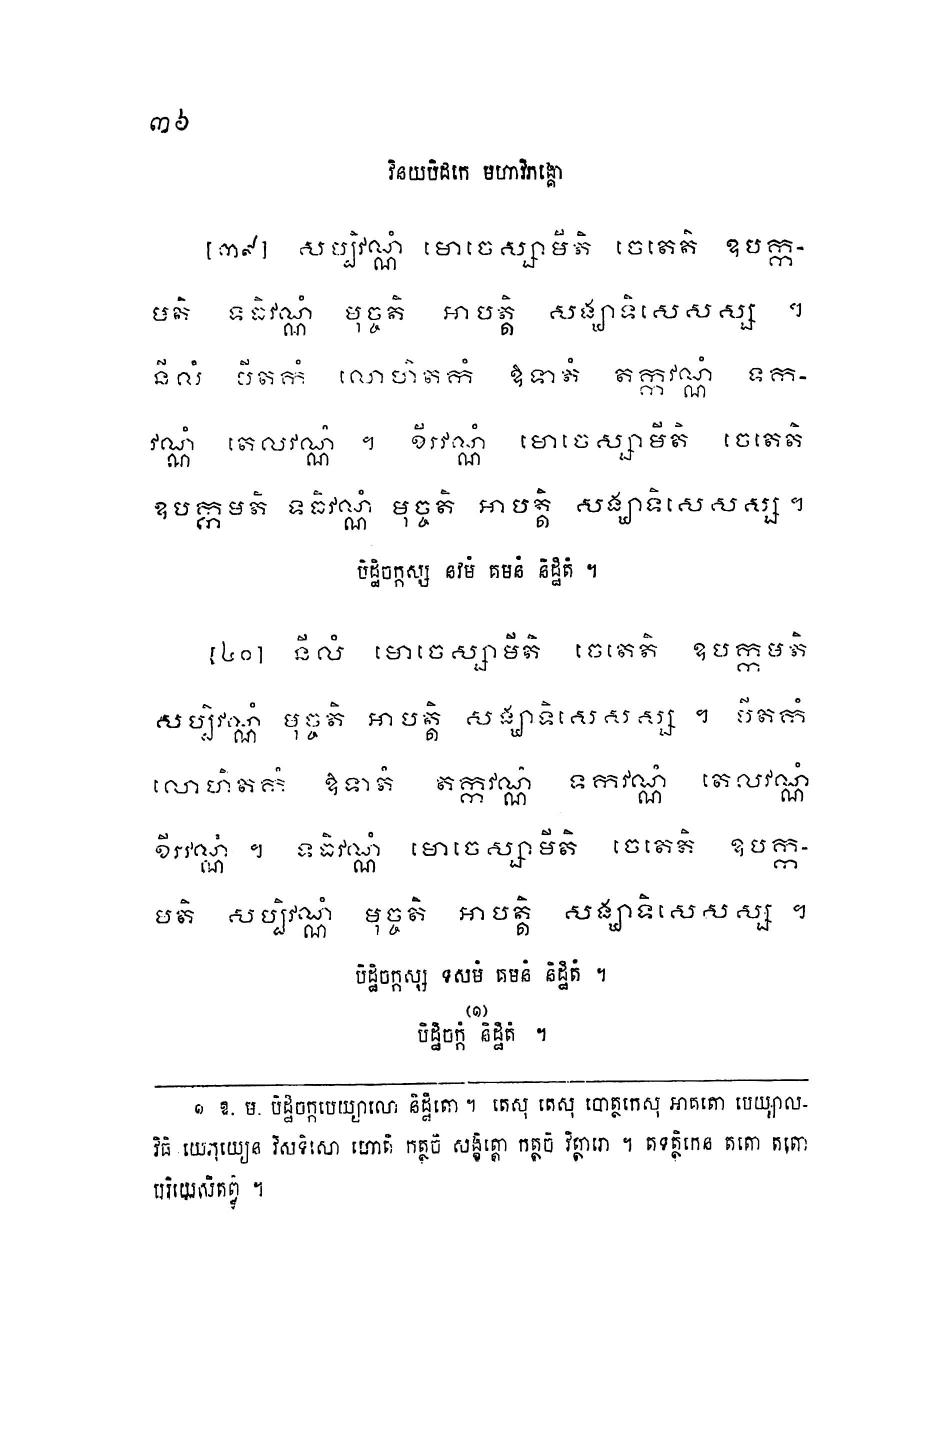 ៣៦
វិនយបិដកេ មហាវិភង្គោ
[៣៩] សប្បិវណ្ណំ មោចេស្សាមីតិ ចេតេតិ ឧបក្ក-
មតិ ទធិវណ្ណំ មុច្ចតិ អាបត្តិ សង្ឃាទិសេសស្ស ។
នីលំ បីតកំ លោហិតកំ ឱទាតំ តក្កវណ្ណំ ទក-
វណ្ណំ តេលវណ្ណំ ។ ខីរវណ្ណំ មោចេស្សាមីតិ ចេតេតិ
ឧបក្កមតិ ទធិវណ្ណំ មុច្ចតិ អាបត្តិ សង្ឃាទិសេសស្ស ។
បិដ្ឋិចក្កស្ស នវមំ គមនំ និដ្ឋិតំ ។
[៤០] នីលំ មោចេស្សាមីតិ ចេតេតិ ឧបក្កមតិ
សប្បិវណ្ណំ មុច្ចតិ អាបត្តិ សង្ឃាទិសេសស្ស ។ បីតកំ
លោហិតកំ ឱទាតំ តក្កវណ្ណំ ទកវណ្ណំ តេលវណ្ណំ
ខីរវណ្ណំ ។ ទធិវណ្ណំ មោចេស្សាមីតិ ចេតេតិ ឧបក្ក-
មតិ សប្បិវណ្ណំ មុច្ចតិ អាបត្តិ សង្ឃាទិសេសស្ស ។
បិដ្ឋិចក្កស្ស ទសមំ គមនំ និដ្ឋិតំ ។
(១)
បិដ្ឋិចក្កំ និដ្ឋិតំ ។
១ ឱ. ម. បិដ្ឋិចក្កបេយ្យាលោ និដ្ឋិតោ ។ តេសុ តេសុ បោត្ថកេសុ អាគតោ បេយ្យាល-
វិធិ យេភុយ្យេន វិសទិសោ ហោតិ កត្ថចិ សង្ខិត្តោ កត្ថចិ វិត្ថារោ ។ តទត្ថិកេន តតោ តតោ
បរិយេសិតព្វំ ។